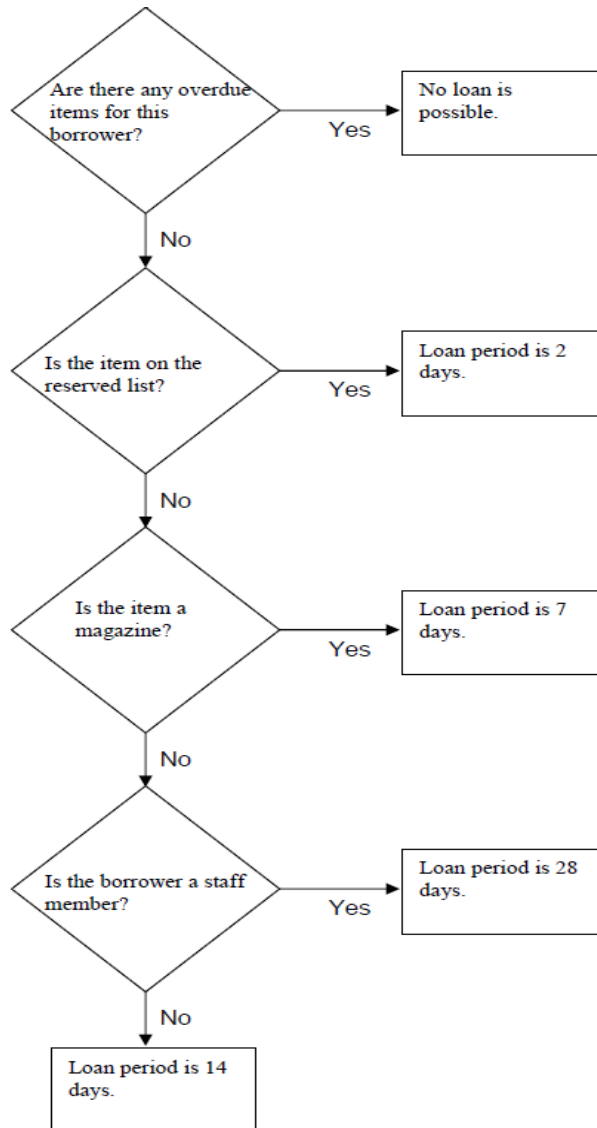 Are there any overdue
items for this
borrower?
Yes
No loan is
possible.
No
Is the item on the
reserved list?
Yes
Loan period is 2
days.
No
Is the item a
magazine?
Yes
Loan period is 7
days.
No
Is the borrower a staff
member?
Yes
Loan period is 28
days.
No
Loan period is 14
days.